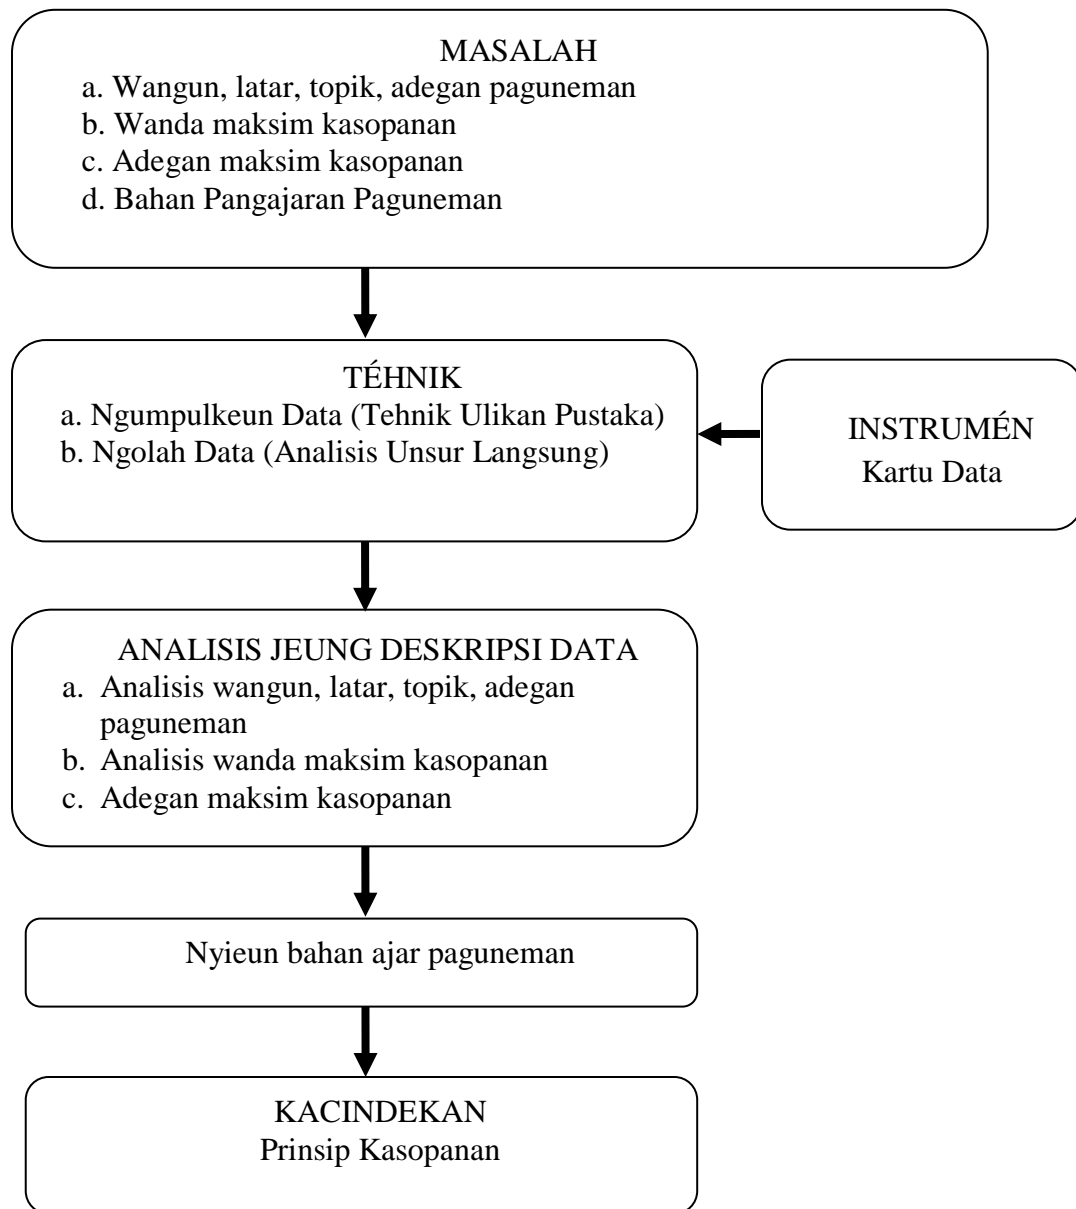 MASALAH
a. Wangun, latar, topik, adegan paguneman
b. Wanda maksim kasopanan
c. Adegan maksim kasopanan
d. Bahan Pangajaran Paguneman
TÉHNIK
a. Ngumpulkeun Data (Tehnik Ulikan Pustaka)
b. Ngolah Data (Analisis Unsur Langsung)
INSTRUMÉN
Kartu Data
ANALISIS JEUNG DESKRIPSI DATA
a. Analisis wangun, latar, topik, adegan
paguneman
b. Analisis wanda maksim kasopanan
c. Adegan maksim kasopanan
Nyieun bahan ajar paguneman
KACINDEKAN
Prinsip Kasopanan